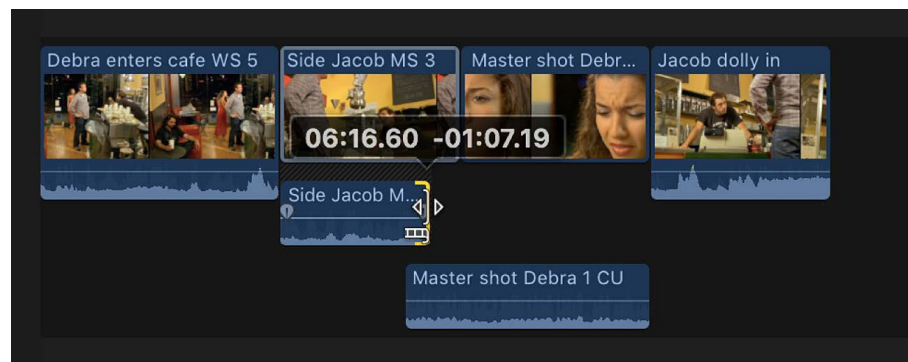 Debra enters cafe WS 5
Side Jacob MS 3
Master shot Debr...
Jacob dolly in
06:16.60 -01:07.19
Side Jacob M...
Master shot Debra 1 CU